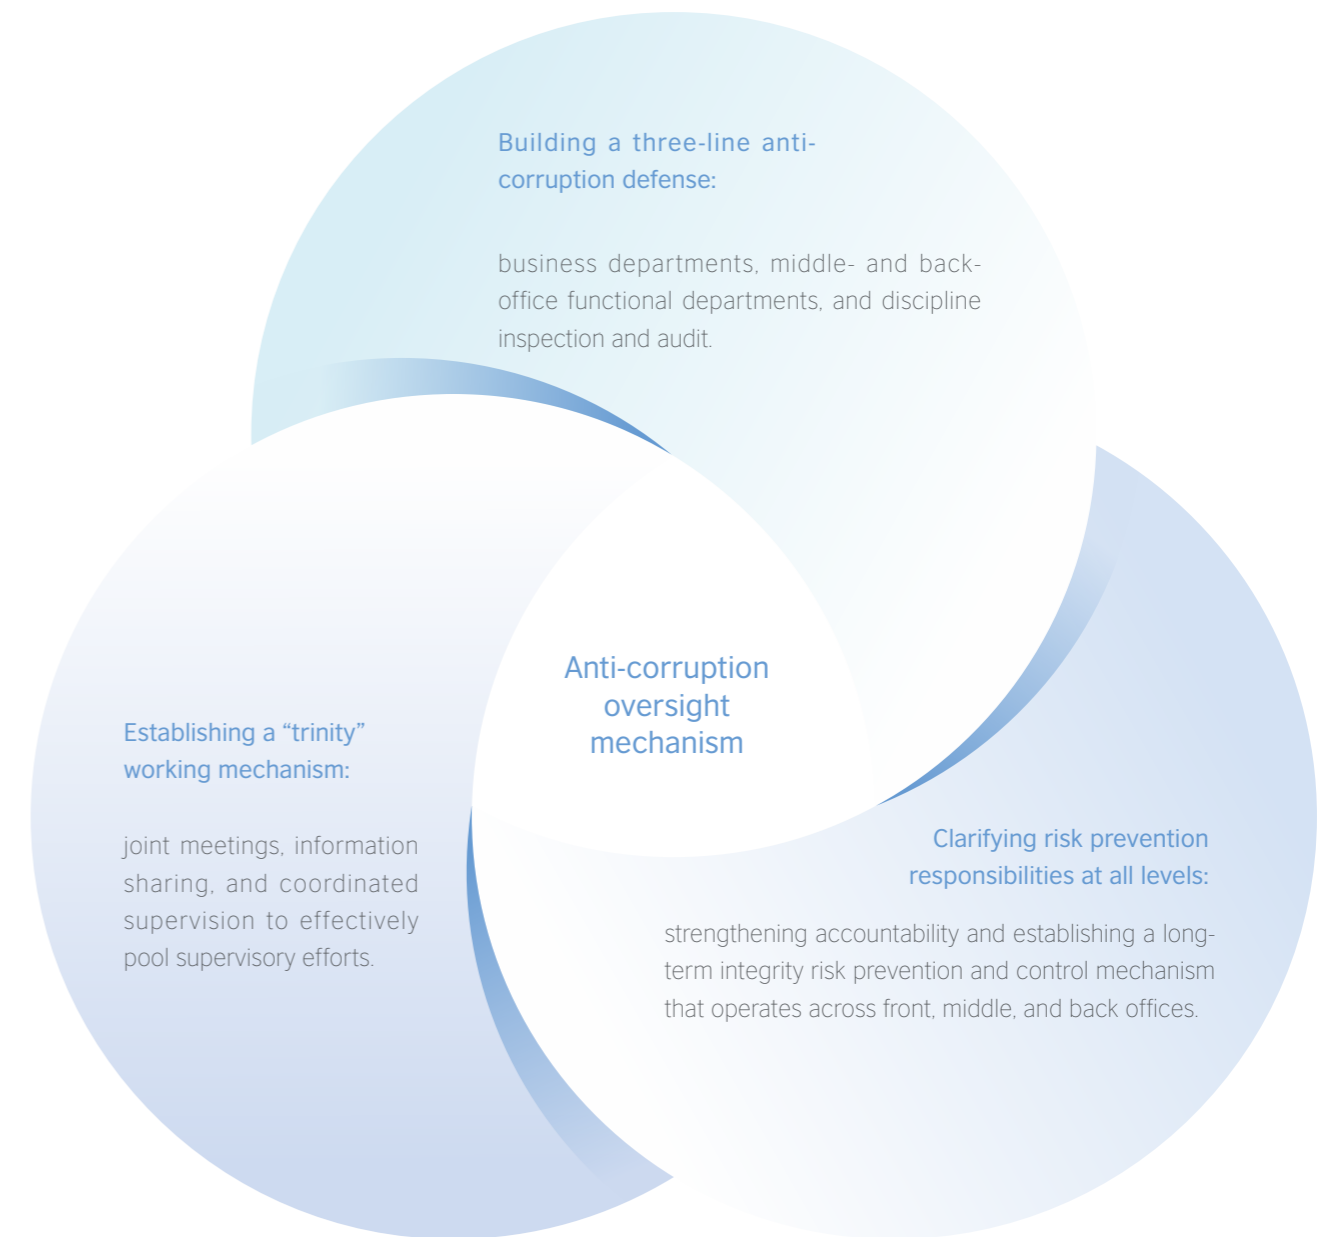 Building a three-line anti-
corruption defense:
business departments, middle- and back-
office functional departments, and discipline
inspection and audit.
Anti-corruption
oversight
mechanism
Establishing a “trinity”
working mechanism:
joint meetings, information
sharing, and coordinated
supervision to effectively
pool supervisory efforts.
Clarifying risk prevention
responsibilities at all levels:
strengthening accountability and establishing a long-
term integrity risk prevention and control mechanism
that operates across front, middle, and back offices.